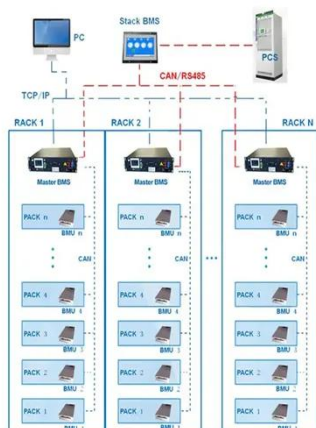 PC
Stack BMS
PCS
CAN/RS485
TCP/IP
RACK 1
RACK 2
RACK N
Master BMS
Master BMS
Master BMS
PACK n
BMU n
PACK n
BMU n
PACK n
BMU n
CAN
CAN
CAN
PACK 4
BMU 4
PACK 4
BMU 4
PACK 4
BMU 4
PACK 3
BMU 3
PACK 3
BMU 3
PACK 3
BMU 3
PACK 2
BMU 2
PACK 2
BMU 2
PACK 2
BMU 2
PACK 1
PACK 1
PACK 1